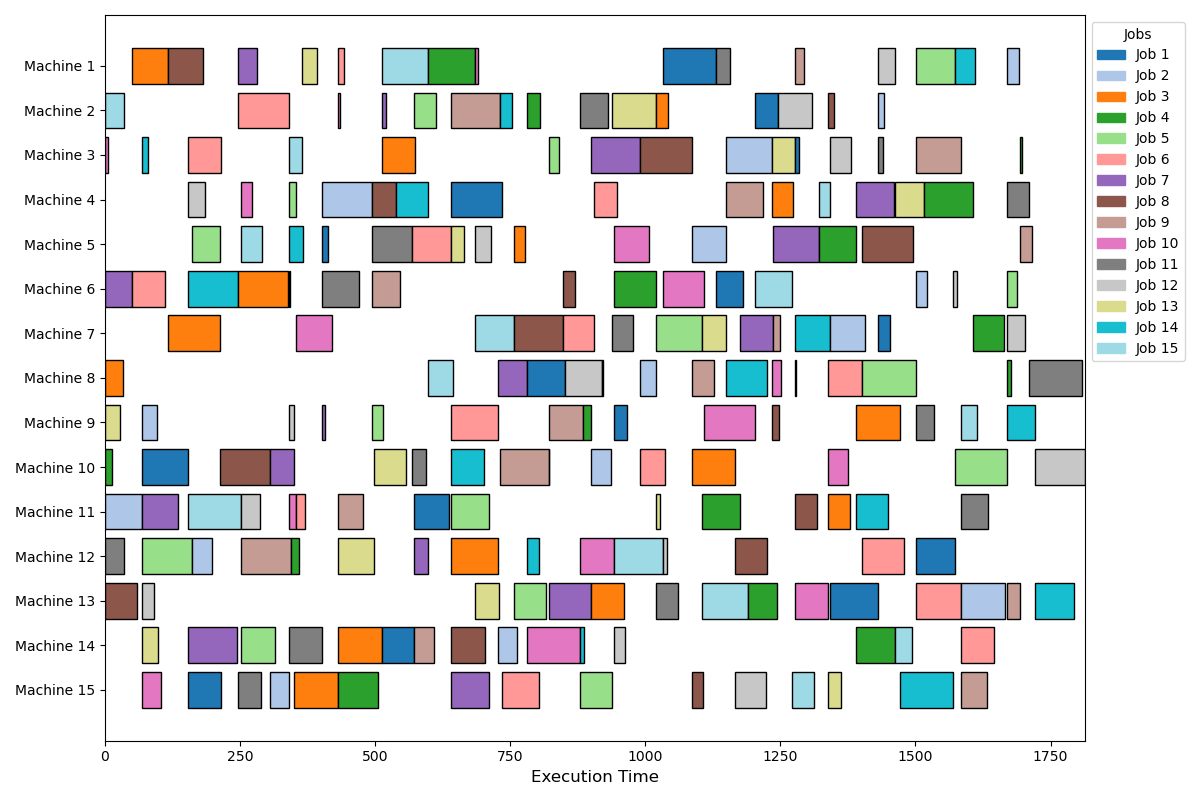 Machine 1
Machine 2
Machine 3
Machine 4
Machine 5
Machine 6
Machine 7
Machine 8
Machine 9
Machine 10
Machine 11
Machine 12
Machine 13
Machine 14
Machine 15
0 250 500 750 1000 1250 1500 1750
Execution Time
Jobs
Job 1
Job 2
Job 3
Job 4
Job 5
Job 6
Job 7
Job 8
Job 9
Job 10
Job 11
Job 12
Job 13
Job 14
Job 15